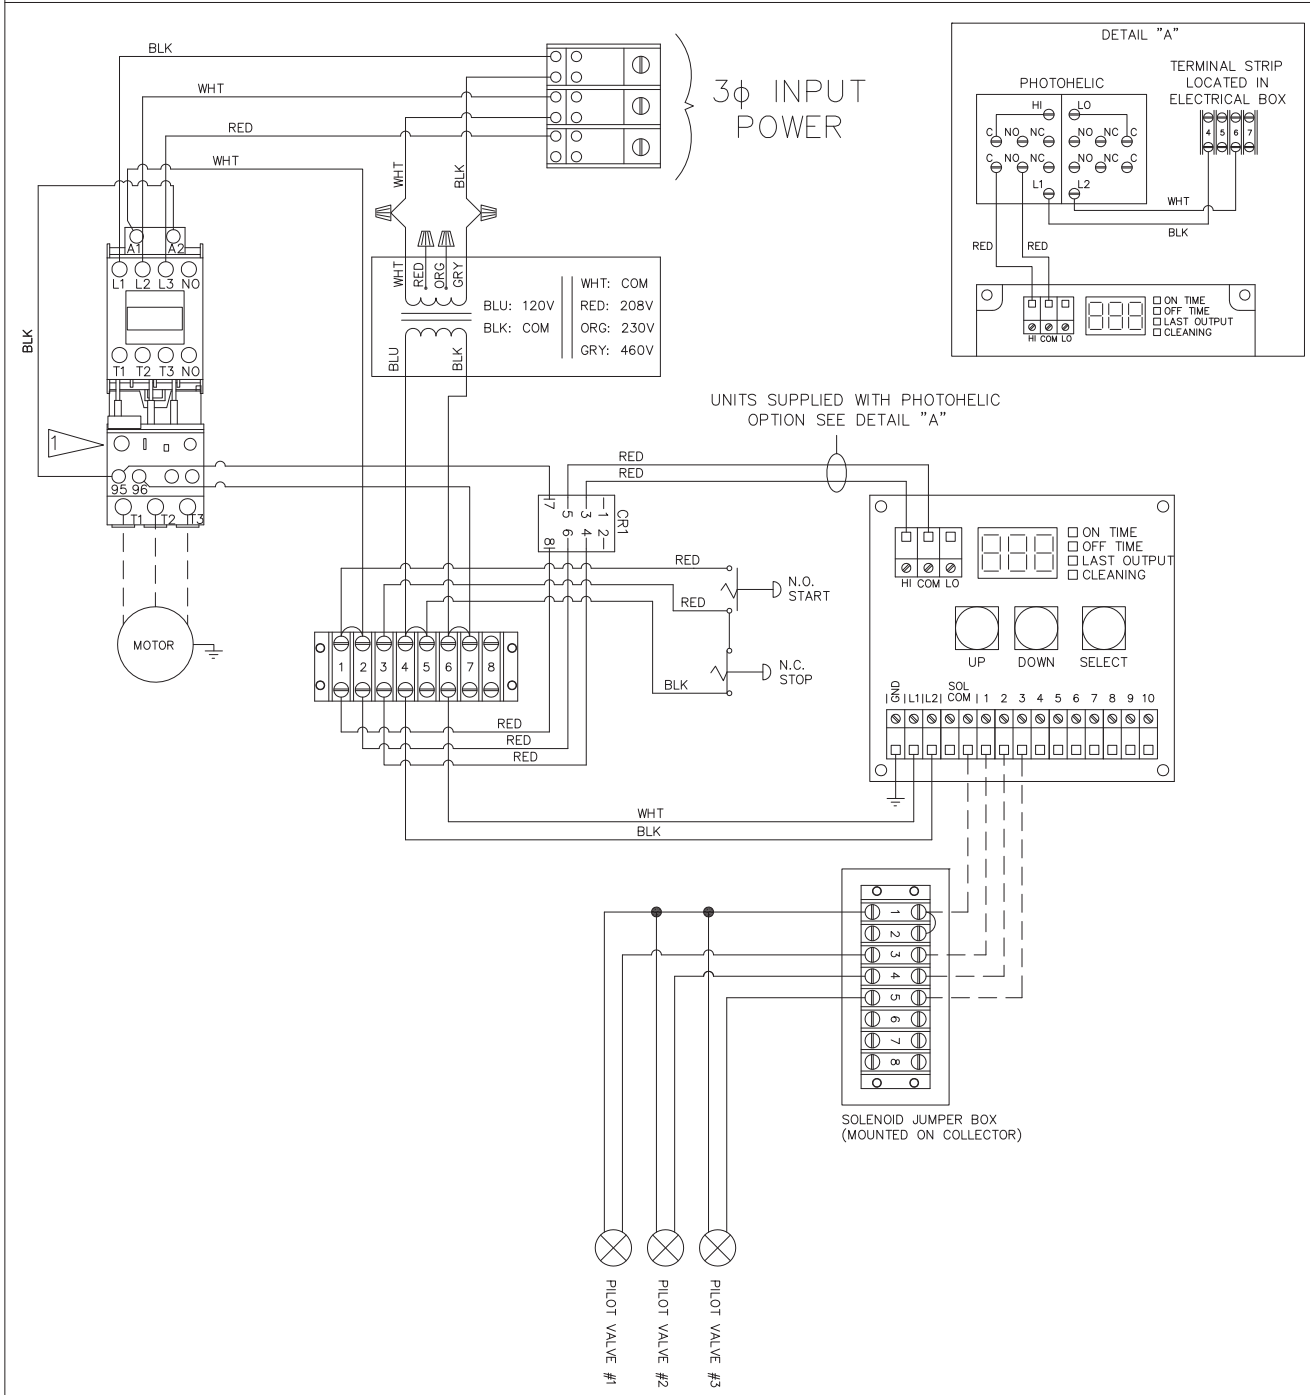 BLK
WHT
RED
WHT
3ϕ INPUT
POWER
WHT
BLK
BLK
A1 A2
L1 L2 L3 NO
T1 T2 T3 NO
1
95 96
T1 T2 T3
MOTOR
WHT RED ORG GRY
BLU: 120V
BLK: COM
WHT: COM
RED: 208V
ORG: 230V
GRY: 460V
BLU BLK
DETAIL "A"
PHOTOHELIC
TERMINAL STRIP
LOCATED IN
ELECTRICAL BOX
HI LO
C NO NC NO NC C
C NO NC NO NC C
L1 L2
4 5 6 7
WHT
BLK
RED RED
HI COM LO
ON TIME
OFF TIME
LAST OUTPUT
CLEANING
UNITS SUPPLIED WITH PHOTOHELIC
OPTION SEE DETAIL "A"
RED
RED
7 5 3 1
8 6 4 2
CR1
RED
N.O.
START
RED
N.C.
STOP
BLK
1 2 3 4 5 6 7 8
RED
RED
RED
WHT
BLK
ON TIME
OFF TIME
LAST OUTPUT
CLEANING
HI COM LO
UP DOWN SELECT
GND L1 L2 SOL COM 1 2 3 4 5 6 7 8 9 10
1
2
3
4
5
6
7
8
SOLENOID JUMPER BOX
(MOUNTED ON COLLECTOR)
PILOT VALVE #1
PILOT VALVE #2
PILOT VALVE #3